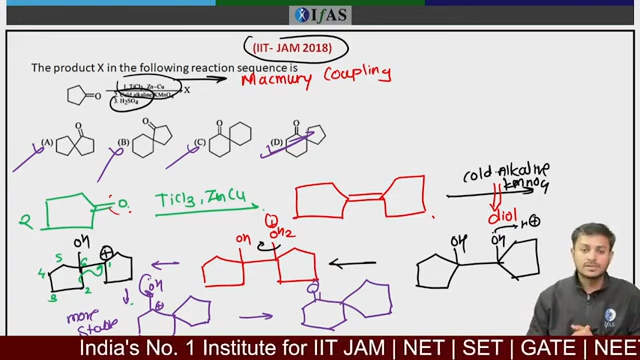 IfAS
(IIT- JAM 2018)
The product X in the following reaction sequence is
Macmury Coupling
1. TiCl3, Zn-Cu
2. Cold alkaline KMnO4
3. H2SO4
O
X
O
O
O
O
(A)
(B)
(C)
(D)
2
O
TiCl3, ZnCu
cold alkaline
KMnO4
diol
OH
OH
H⊕
OH
⊕
OH2
OH
⊕
5
6
1
4
3
2
more
stable
OH
⊕
O
India's No. 1 Institute for IIT JAM | NET | SET | GATE | NEE